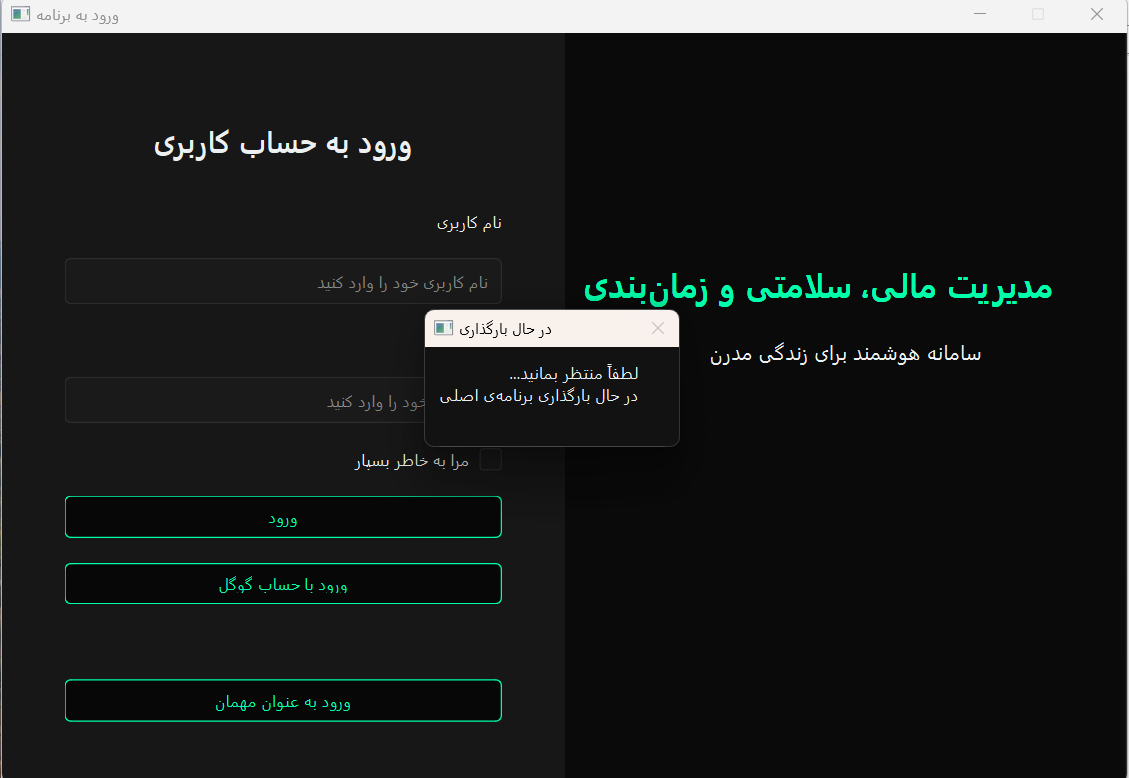 ورود به برنامه
ورود به حساب کاربری
نام کاربری
نام کاربری خود را وارد کنید
خود را وارد کنید
مرا به خاطر بسپار
ورود
ورود با حساب گوگل
ورود به عنوان مهمان
مدیریت مالی، سلامتی و زمان‌بندی
سامانه هوشمند برای زندگی مدرن
در حال بارگذاری
لطفاً منتظر بمانید...
در حال بارگذاری برنامه‌ی اصلی